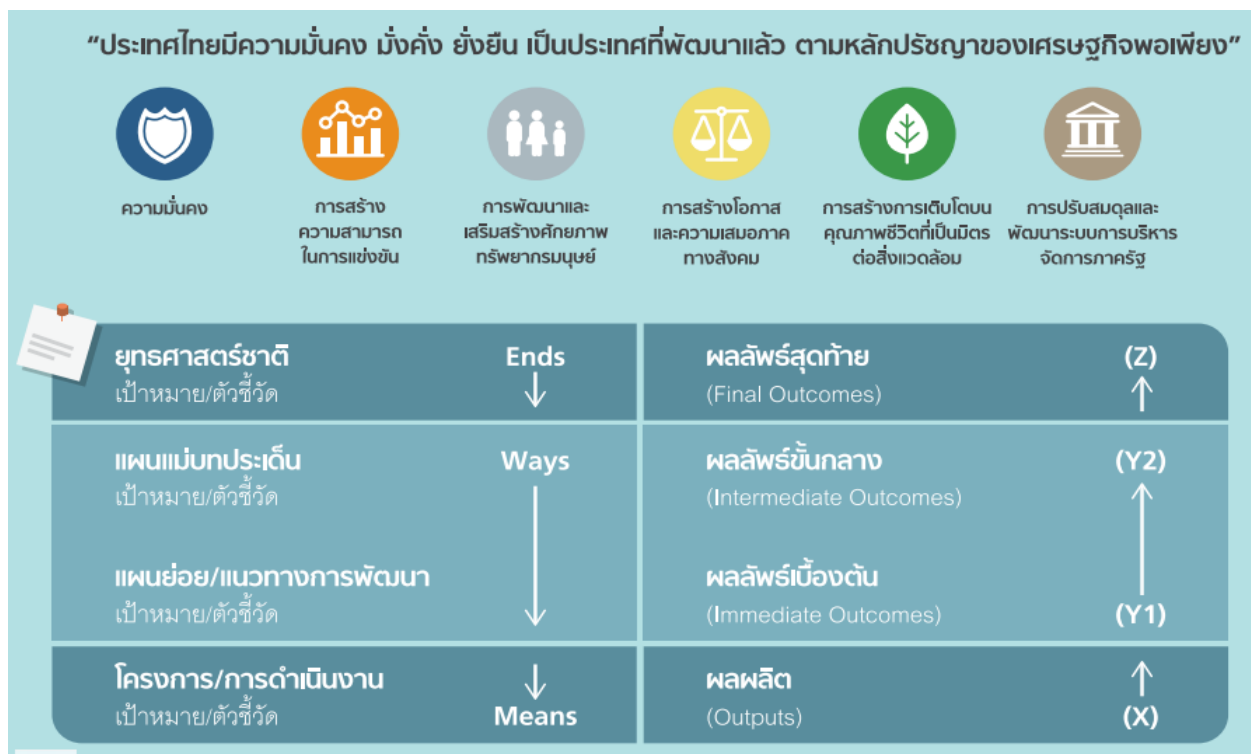 “ประเทศไทยมีความมั่นคง มั่งคั่ง ยั่งยืน เป็นประเทศที่พัฒนาแล้ว ตามหลักปรัชญาของเศรษฐกิจพอเพียง”
ความมั่นคง
การสร้าง
ความสามารถ
ในการแข่งขัน
การพัฒนาและ
เสริมสร้างศักยภาพ
ทรัพยากรมนุษย์
การสร้างโอกาส
และความเสมอภาค
ทางสังคม
การสร้างการเติบโตบน
คุณภาพชีวิตที่เป็นมิตร
ต่อสิ่งแวดล้อม
การปรับสมดุลและ
พัฒนาระบบการบริหาร
จัดการภาครัฐ
ยุทธศาสตร์ชาติ Ends ผลลัพธ์สุดท้าย (Z)
เป้าหมาย/ตัวชี้วัด (Final Outcomes)
แผนแม่บทประเด็น Ways ผลลัพธ์ขั้นกลาง (Y2)
เป้าหมาย/ตัวชี้วัด (Intermediate Outcomes)
แผนย่อย/แนวทางการพัฒนา ผลลัพธ์เบื้องต้น
เป้าหมาย/ตัวชี้วัด (Immediate Outcomes) (Y1)
โครงการ/การดำเนินงาน ผลผลิต
เป้าหมาย/ตัวชี้วัด Means (Outputs) (X)